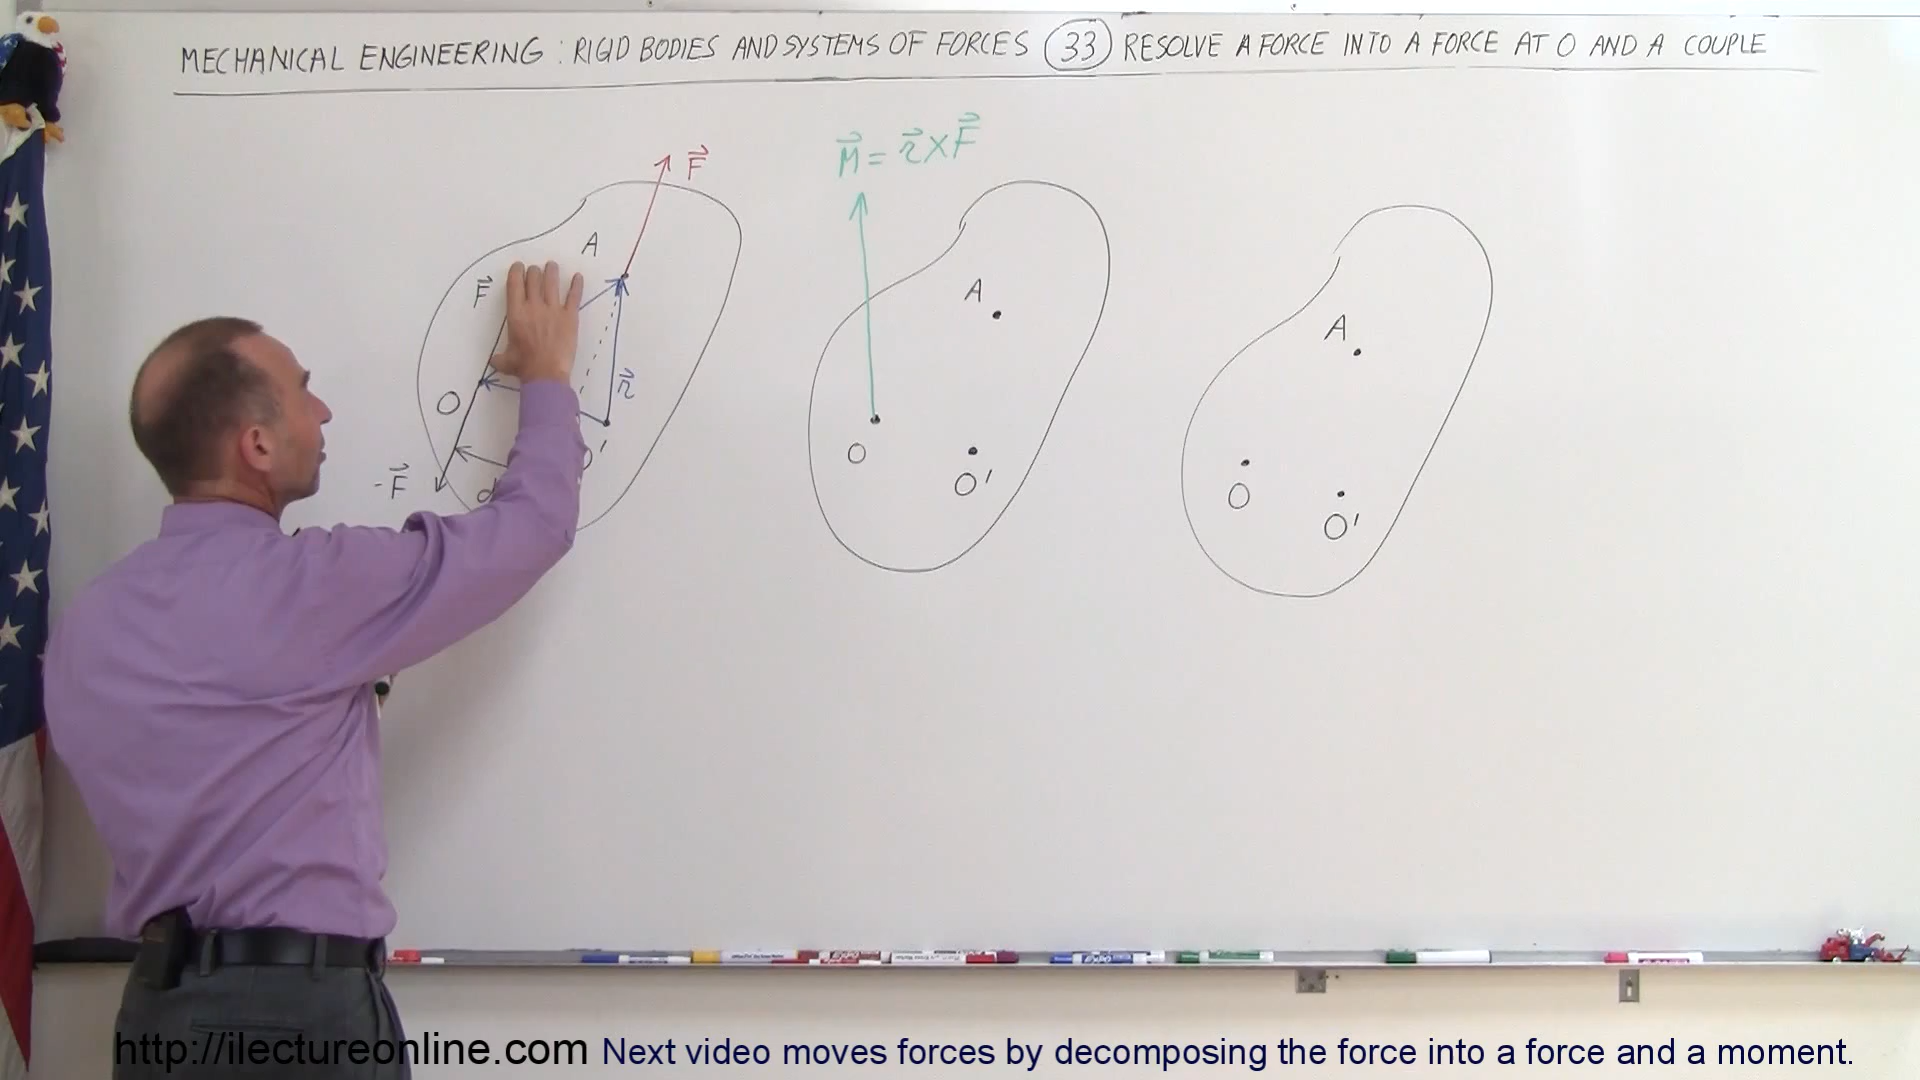 MECHANICAL ENGINEERING : RIGID BODIES AND SYSTEMS OF FORCES 33 RESOLVE A FORCE INTO A FORCE AT O AND A COUPLE
F⃗
M⃗ = r⃗ X F⃗
A
F⃗
A
A
r⃗
O
O'
-F⃗
d
O
O'
O
O'
http://ilectureonline.com Next video moves forces by decomposing the force into a force and a moment.